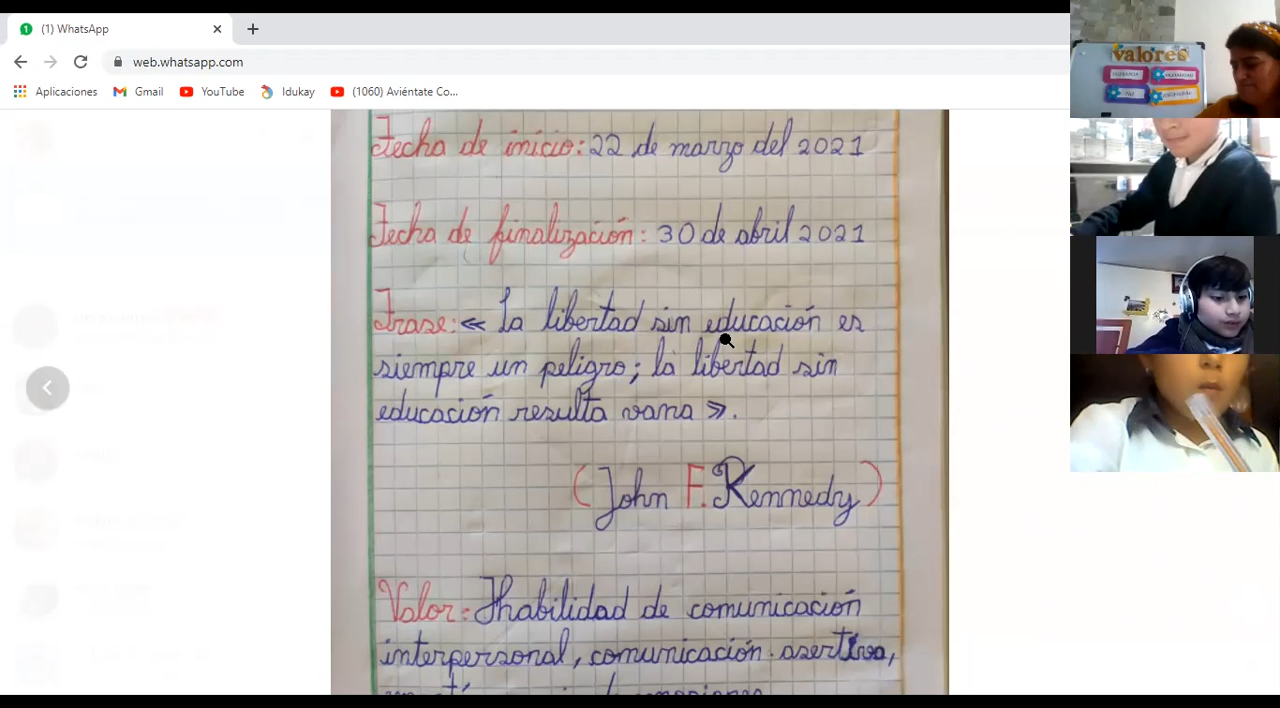 (1) WhatsApp
web.whatsapp.com
Aplicaciones
Gmail
YouTube
Idukay
(1060) Aviéntate Co...
valores
Fecha de inicio: 22 de marzo del 2021
Fecha de finalización: 30 de abril 2021
Frase: « La libertad sin educación es
siempre un peligro; la libertad sin
educación resulta vana ».
(John F. Kennedy)
Valor: Habilidad de comunicación
interpersonal, comunicación asertiva,